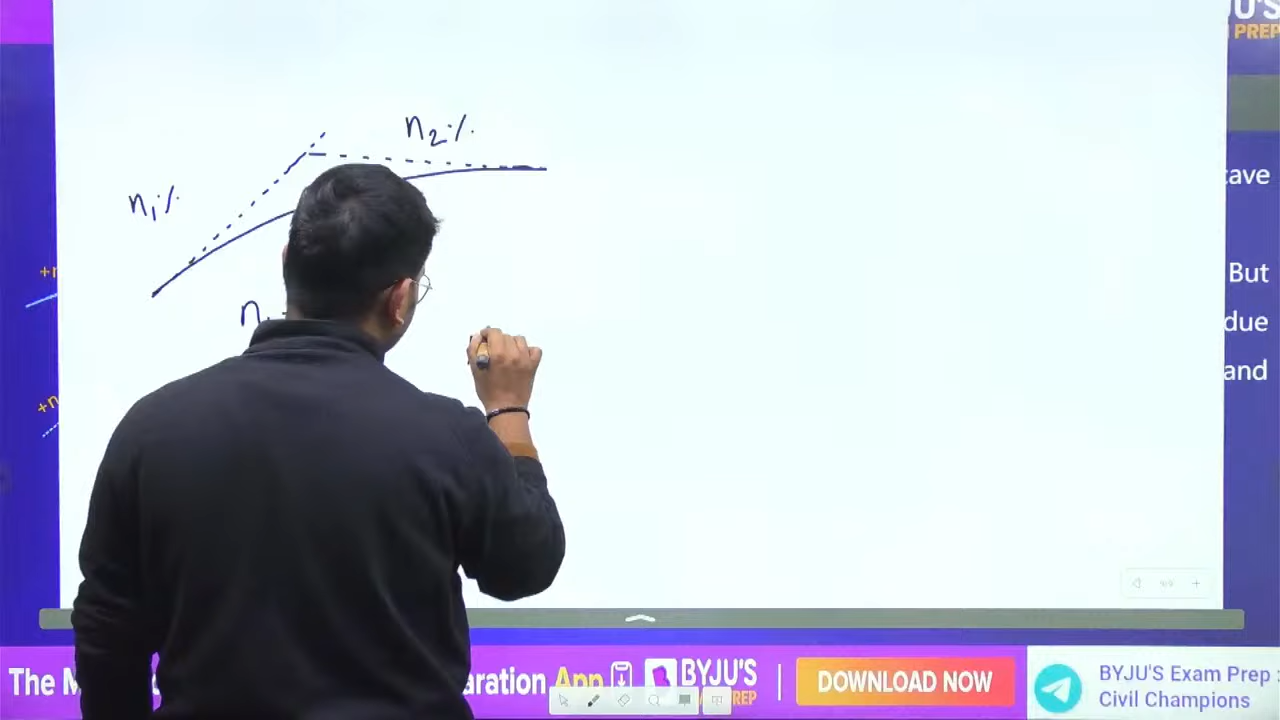 n₂%
n₁%
n
+n
+n
cave
But
due
and
JU'S
PREP
The M
aration App
BYJU'S
PREP
DOWNLOAD NOW
BYJU'S Exam Prep :
Civil Champions